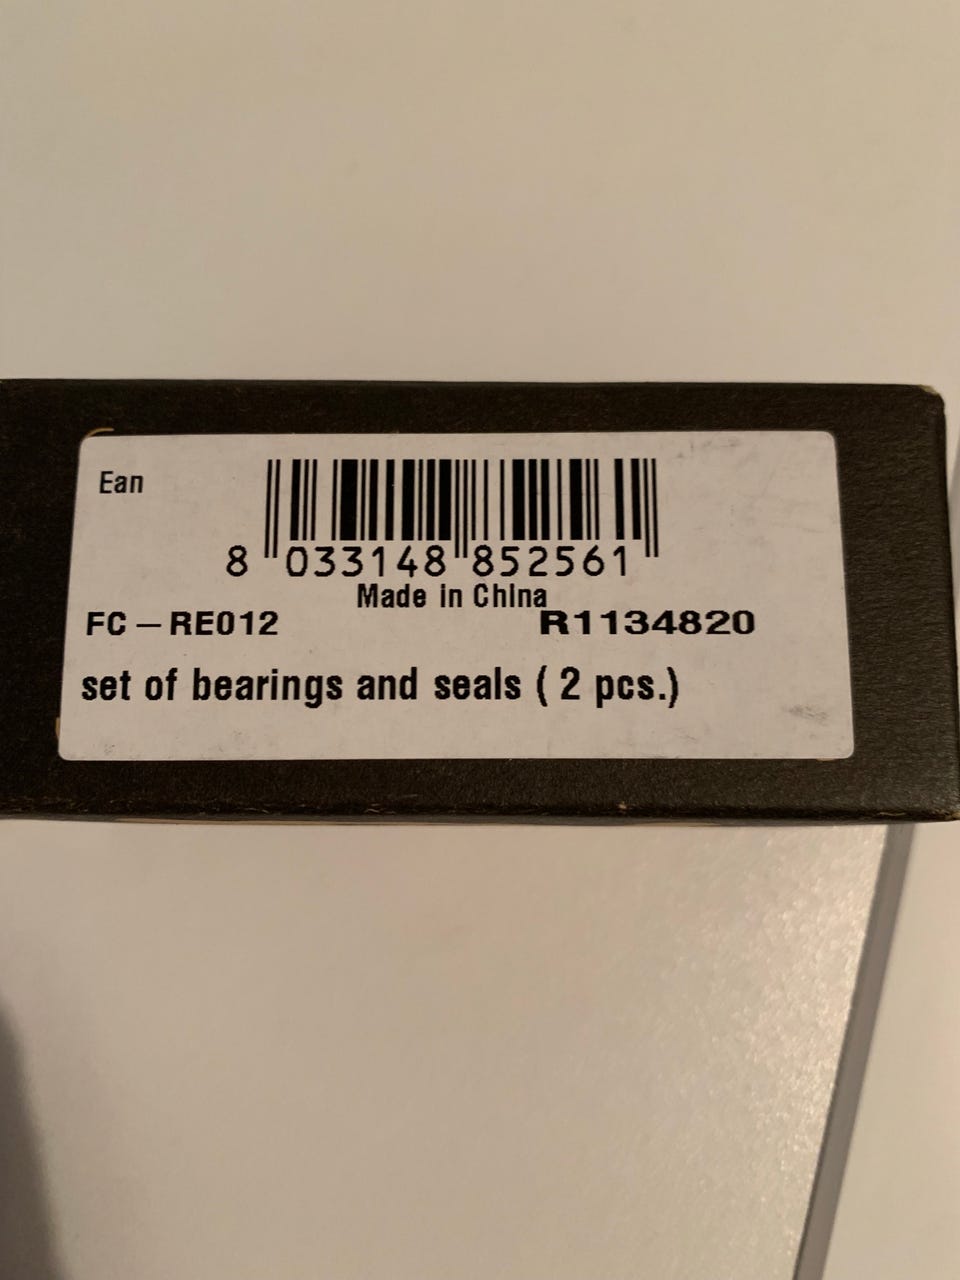 Ean
8 033148 852561
Made in China
FC – RE012 R1134820
set of bearings and seals ( 2 pcs.)